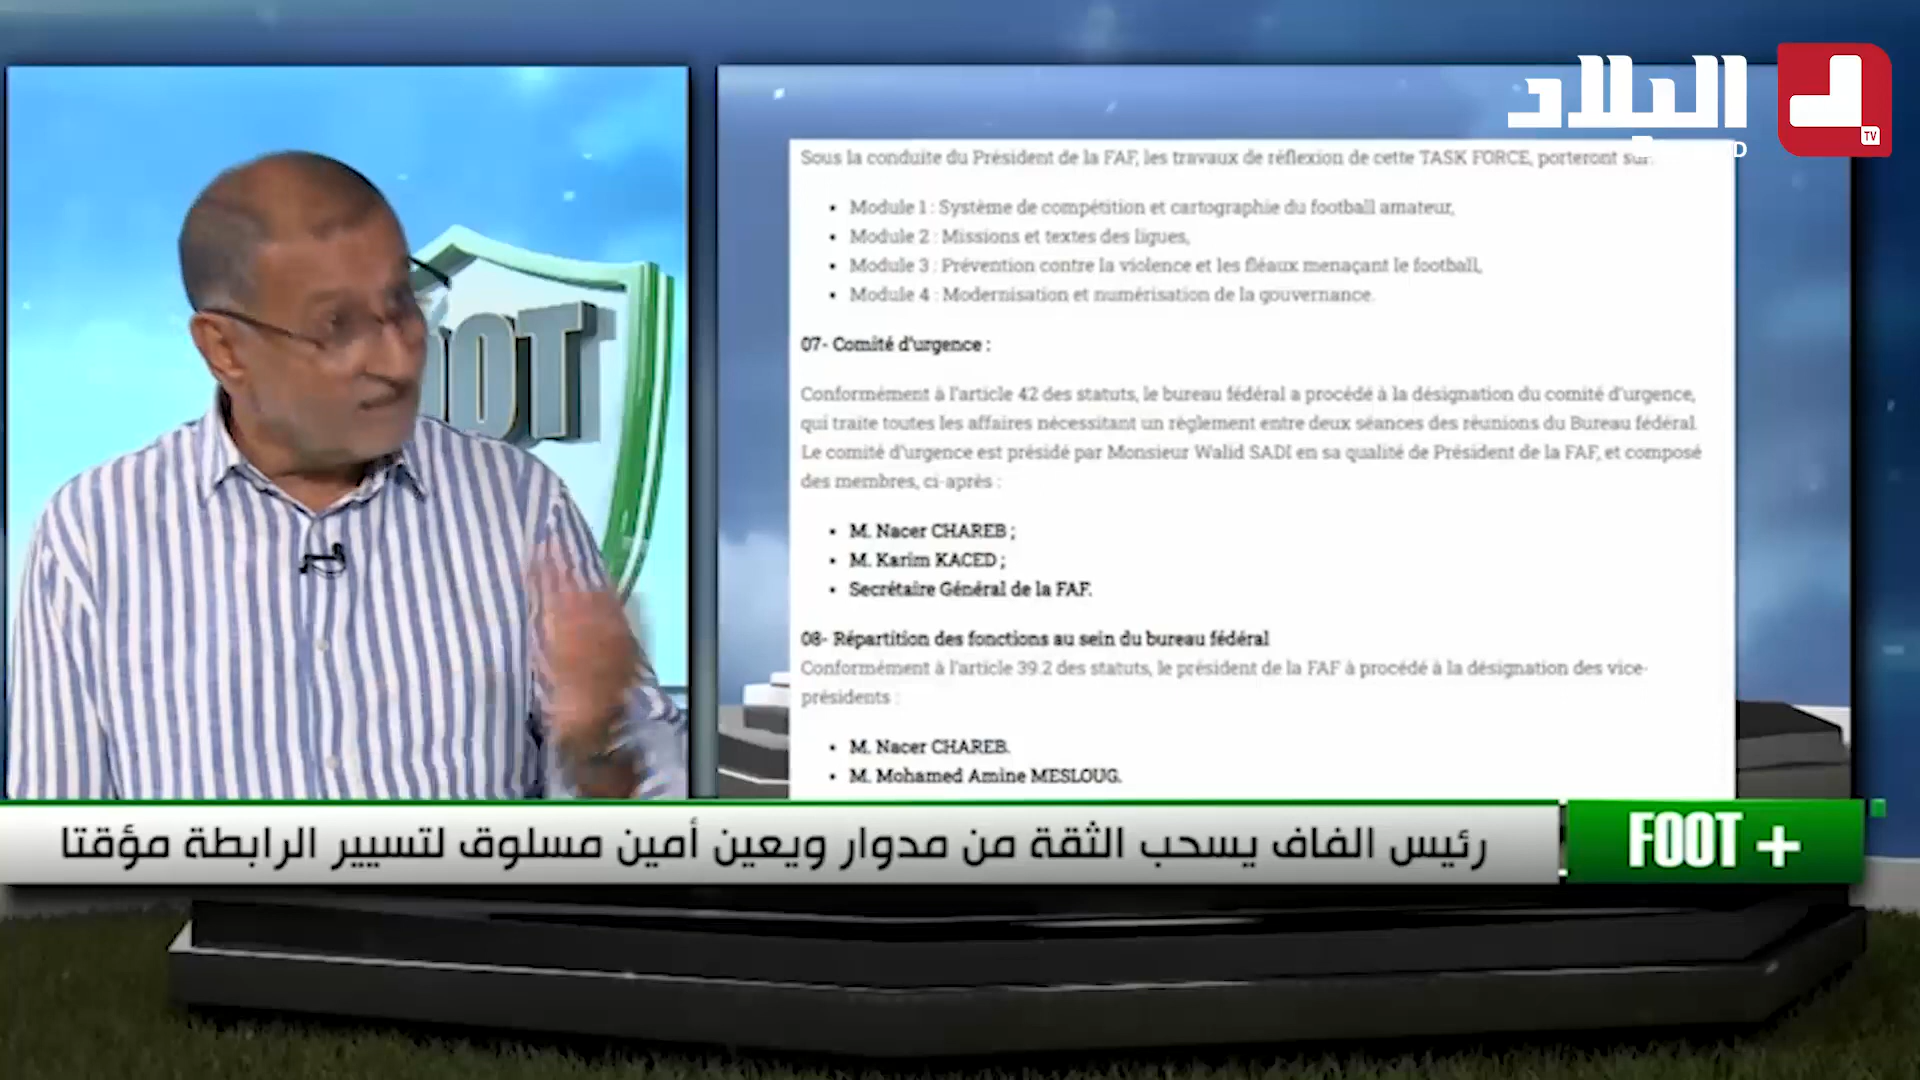 البلاد
TV
Sous la conduite du Président de la FAF, les travaux de réflexion de cette TASK FORCE, porteront sur:
• Module 1 : Système de compétition et cartographie du football amateur,
• Module 2 : Missions et textes des ligues,
• Module 3 : Prévention contre la violence et les fléaux menaçant le football,
• Module 4 : Modernisation et numérisation de la gouvernance.
07- Comité d'urgence :
Conformément à l'article 42 des statuts, le bureau fédéral a procédé à la désignation du comité d'urgence,
qui traite toutes les affaires nécessitant un règlement entre deux séances des réunions du Bureau fédéral.
Le comité d'urgence est présidé par Monsieur Walid SADI en sa qualité de Président de la FAF, et composé
des membres, ci-après :
• M. Nacer CHAREB ;
• M. Karim KACED ;
• Secrétaire Général de la FAF.
08- Répartition des fonctions au sein du bureau fédéral
Conformément à l'article 39.2 des statuts, le président de la FAF à procédé à la désignation des vice-
présidents :
• M. Nacer CHAREB.
• M. Mohamed Amine MESLOUG.
OOT
رئيس الفاف يسحب الثقة من مدوار ويعين أمين مسلوق لتسيير الرابطة مؤقتا
FOOT +